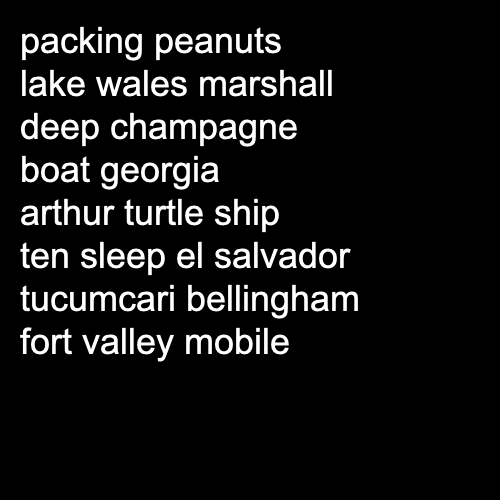 packing peanuts
lake wales marshall
deep champagne
boat georgia
arthur turtle ship
ten sleep el salvador
tucumcari bellingham
fort valley mobile